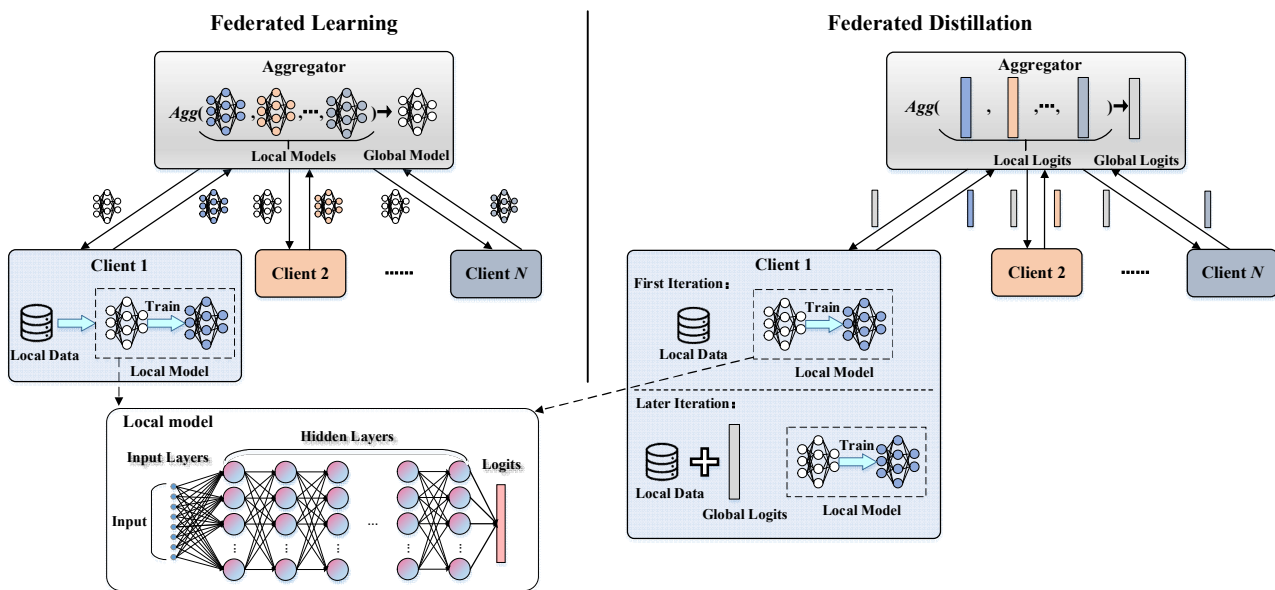 Federated Learning
Aggregator
Agg( , ,···, )
Local Models
Global Model
Client 1
Train
Local Data
Local Model
Client 2
······
Client N
Local model
Hidden Layers
Input Layers
Logits
Input
...
Federated Distillation
Aggregator
Agg( , ,···, )
Local Logits
Global Logits
Client 1
First Iteration:
Train
Local Data
Local Model
Later Iteration:
Train
Local Data
Global Logits
Local Model
Client 2
······
Client N